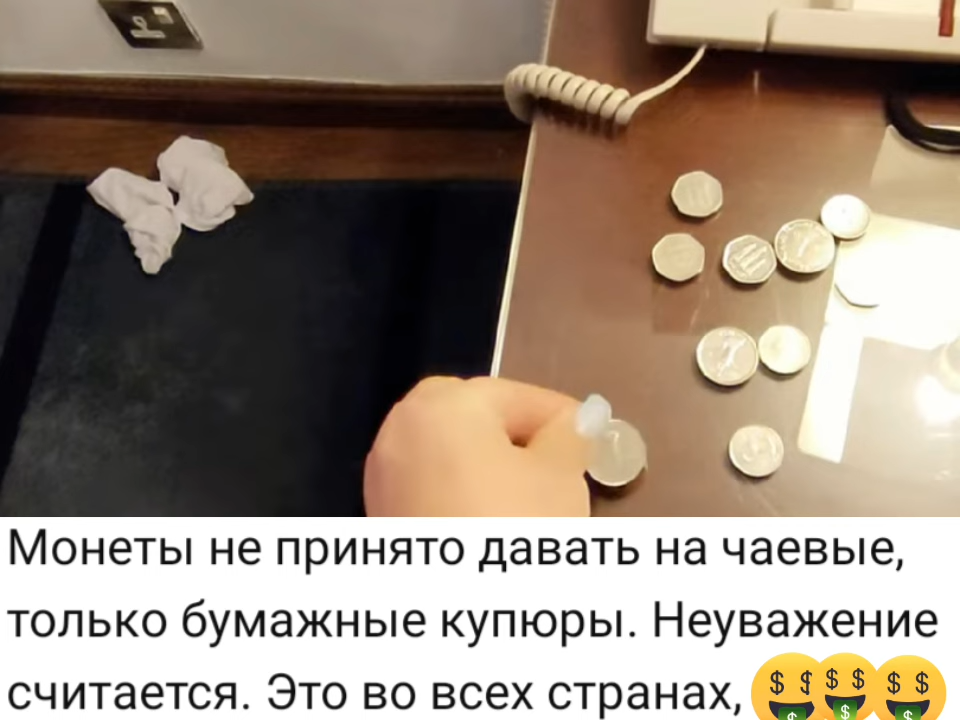 Монеты не принято давать на чаевые,
только бумажные купюры. Неуважение
считается. Это во всех странах,